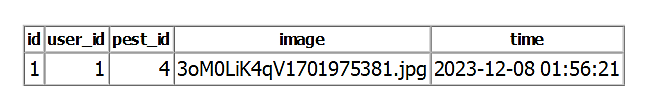 id user_id pest_id image time
1 1 4 3oM0LiK4qV1701975381.jpg 2023-12-08 01:56:21